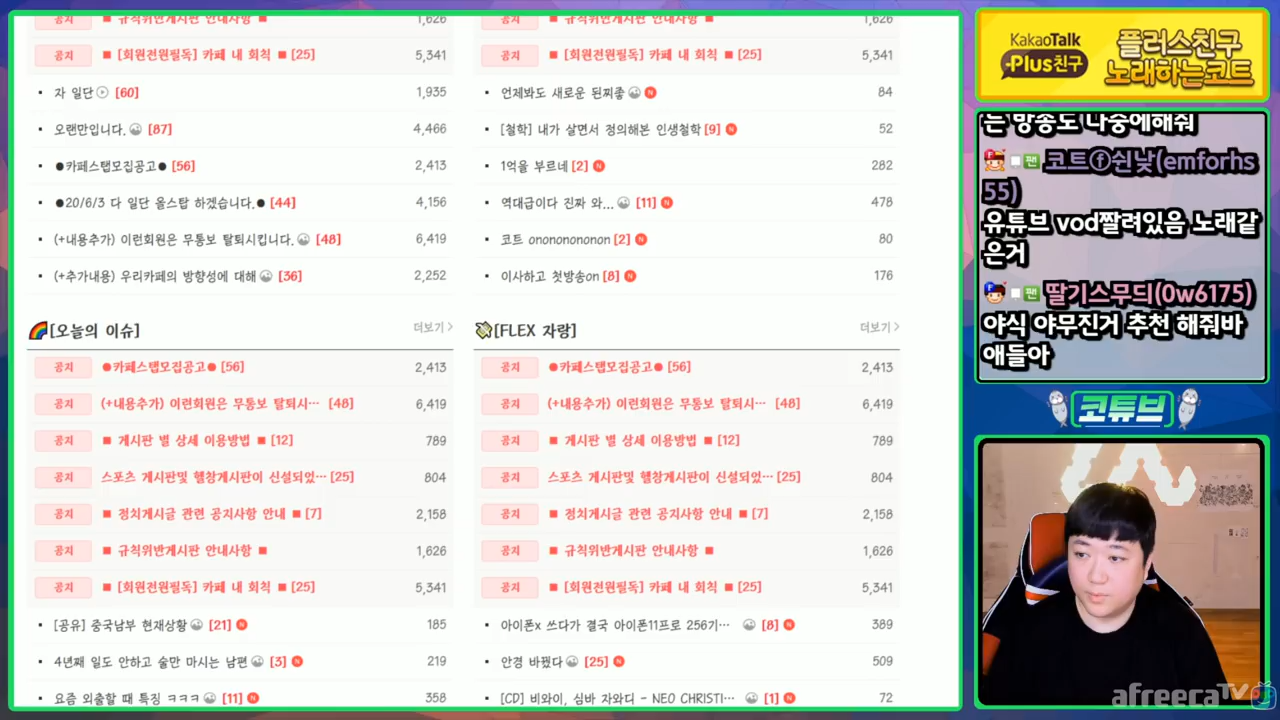 공지 ■ 규칙위반게시판 안내사항 ■ 1,626
공지 ■ [회원전원필독] 카페 내 회칙 ■ [25] 5,341
자 일단 [60] 1,935
오랜만입니다. [87] 4,466
●카페스탭모집공고● [56] 2,413
●20/6/3 다 일단 올스탑 하겠습니다.● [44] 4,156
(+내용추가) 이런회원은 무통보 탈퇴시킵니다. [48] 6,419
(+추가내용) 우리카페의 방향성에 대해 [36] 2,252
공지 ■ 규칙위반게시판 안내사항 ■ 1,626
공지 ■ [회원전원필독] 카페 내 회칙 ■ [25] 5,341
언제봐도 새로운 된찌좋 N 84
[철학] 내가 살면서 정의해본 인생철학 [9] N 52
1억을 부르네 [2] N 282
역대급이다 진짜 와... [11] N 478
코트 onononononon [2] N 80
이사하고 첫방송on [8] N 176
[오늘의 이슈] 더보기 >
공지 ●카페스탭모집공고● [56] 2,413
공지 (+내용추가) 이런회원은 무통보 탈퇴시… [48] 6,419
공지 ■ 게시판 별 상세 이용방법 ■ [12] 789
공지 스포츠 게시판및 헬창게시판이 신설되었… [25] 804
공지 ■ 정치게시글 관련 공지사항 안내 ■ [7] 2,158
공지 ■ 규칙위반게시판 안내사항 ■ 1,626
공지 ■ [회원전원필독] 카페 내 회칙 ■ [25] 5,341
[공유] 중국남부 현재상황 [21] N 185
4년째 일도 안하고 술만 마시는 남편 [3] N 219
요즘 외출할 때 특징 ㅋㅋㅋ [11] N 358
[FLEX 자랑] 더보기 >
공지 ●카페스탭모집공고● [56] 2,413
공지 (+내용추가) 이런회원은 무통보 탈퇴시… [48] 6,419
공지 ■ 게시판 별 상세 이용방법 ■ [12] 789
공지 스포츠 게시판및 헬창게시판이 신설되었… [25] 804
공지 ■ 정치게시글 관련 공지사항 안내 ■ [7] 2,158
공지 ■ 규칙위반게시판 안내사항 ■ 1,626
공지 ■ [회원전원필독] 카페 내 회칙 ■ [25] 5,341
아이폰x 쓰다가 결국 아이폰11프로 256기… [8] N 389
안경 바꿨다 [25] N 509
[CD] 비와이, 심바 자와디 - NEO CHRISTI… [1] N 72
KakaoTalk
Plus친구
플러스친구
노래하는코트
는 방송도 나중에해줘
F 팬 코트ⓕ쉰낮(emforhs
55)
유튜브 vod짤려있음 노래같
은거
F 팬 딸기스무듸(0w6175)
야식 야무진거 추천 해줘바
애들아
코튜브
afreecaTV